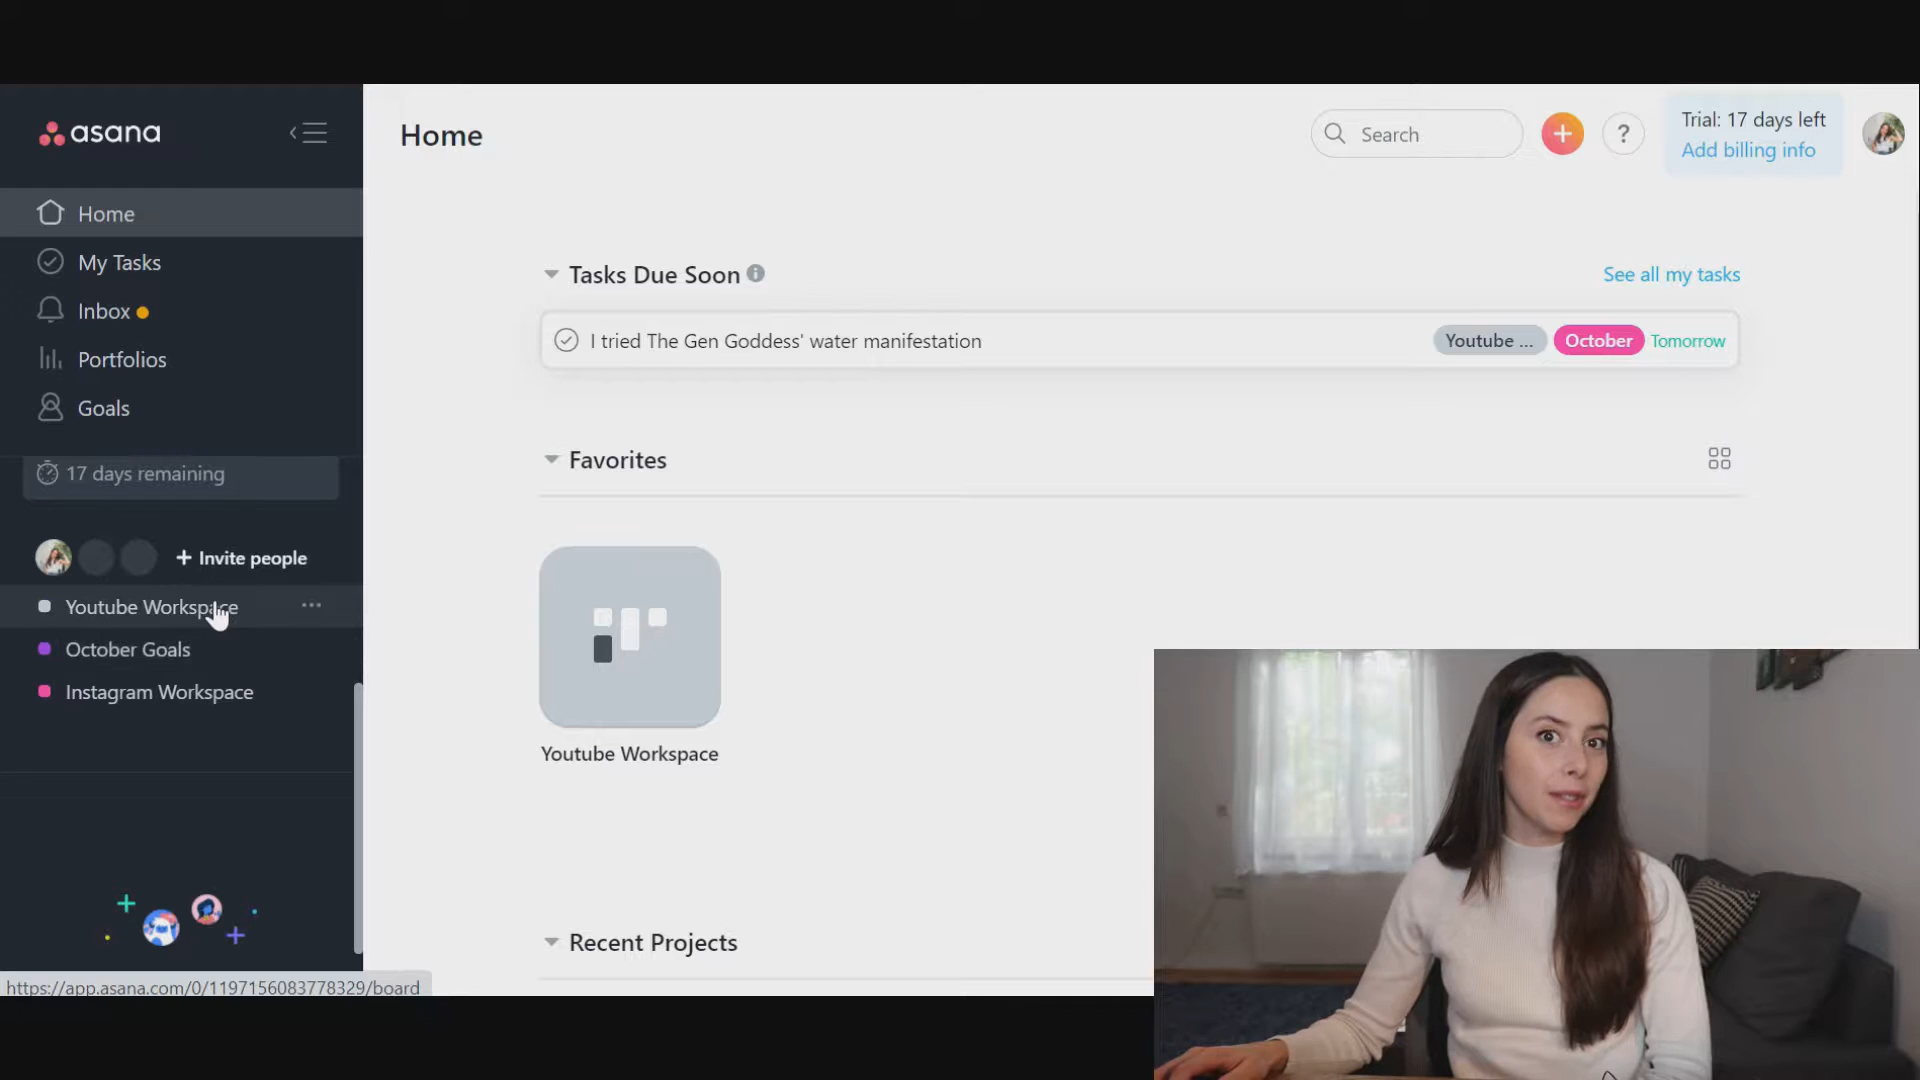 asana
Home
My Tasks
Inbox
Portfolios
Goals
17 days remaining
+ Invite people
Youtube Workspace
October Goals
Instagram Workspace
https://app.asana.com/0/1197156083778329/board
Home
Search
?
Trial: 17 days left
Add billing info
Tasks Due Soon
See all my tasks
I tried The Gen Goddess' water manifestation
Youtube ...
October
Tomorrow
Favorites
Youtube Workspace
Recent Projects